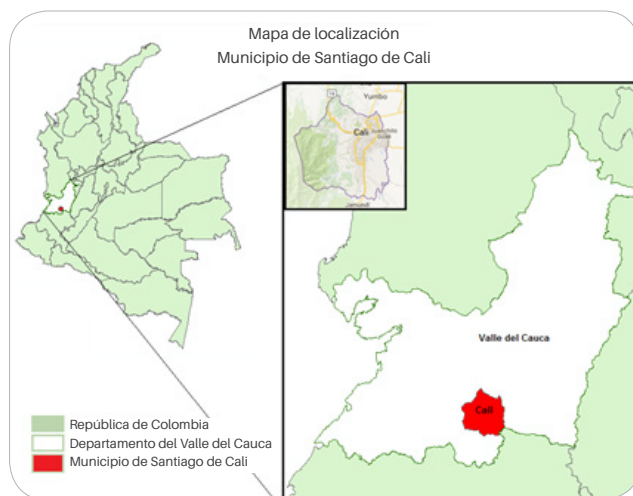 Mapa de localización
Municipio de Santiago de Cali
Yumbo
Cali
Jamundí
Valle del Cauca
Cali
República de Colombia
Departamento del Valle del Cauca
Municipio de Santiago de Cali